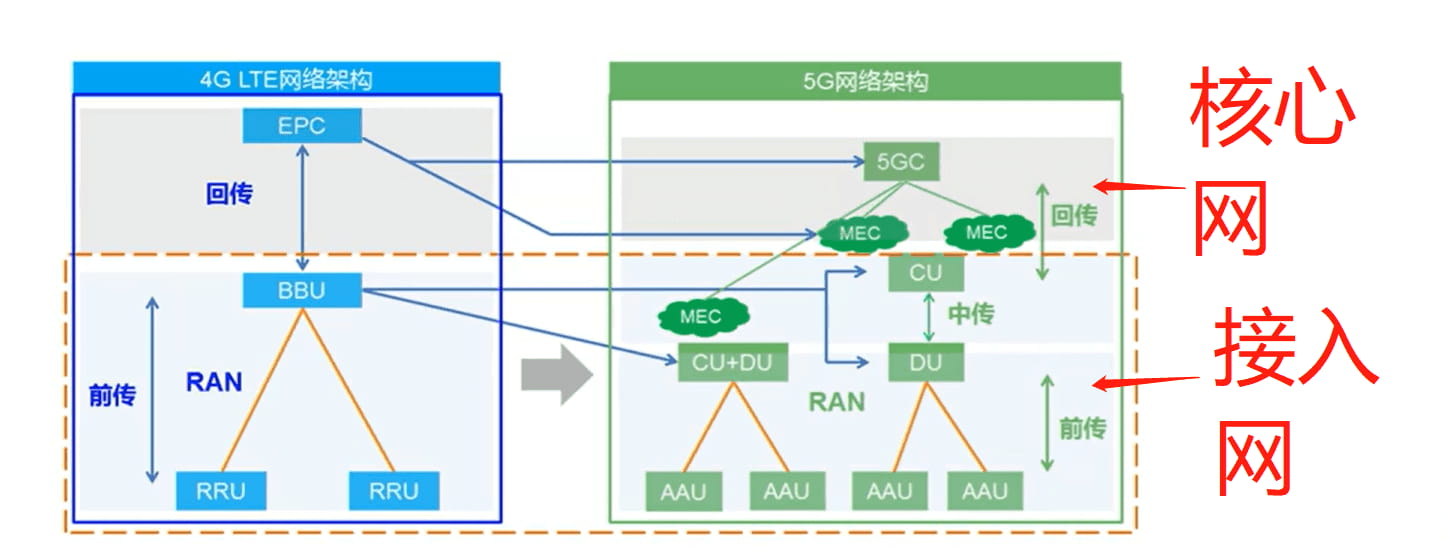 4G LTE网络架构
EPC
回传
BBU
前传
RAN
RRU
RRU
5G网络架构
5GC
MEC
MEC
回传
CU
MEC
中传
CU+DU
DU
RAN
前传
AAU
AAU
AAU
AAU
核心
网
接入
网